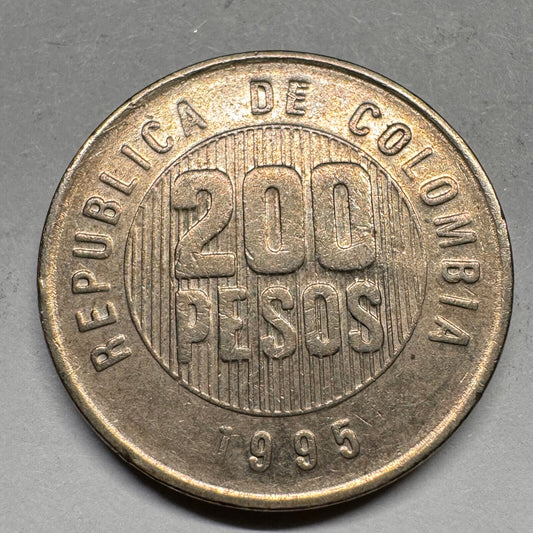 REPUBLICA DE COLOMBIA
200
PESOS
1995